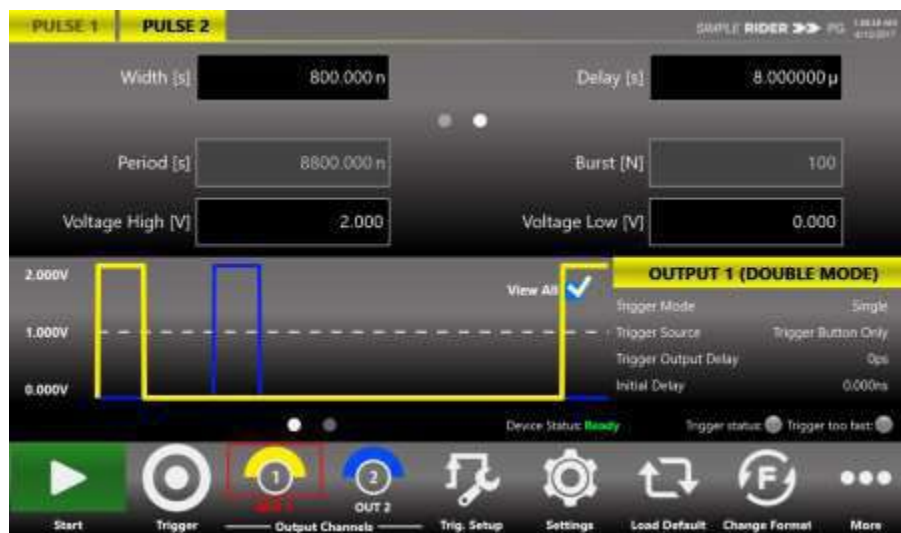 PULSE 1 PULSE 2 SIMPLE RIDER PG
Width [s] 800.000 n Delay [s] 8.000000 µ
Period [s] 8800.000 n Burst [N] 100
Voltage High [V] 2.000 Voltage Low [V] 0.000
2.000V View All OUTPUT 1 (DOUBLE MODE)
Trigger Mode Single
1.000V Trigger Source Trigger Button Only
Trigger Output Delay 0ps
0.000V Initial Delay 0.000ns
Device Status: Ready Trigger status: Trigger too fast:
1 2 F
OUT 2
Start Trigger Output Channels Trig. Setup Settings Load Default Change Format More